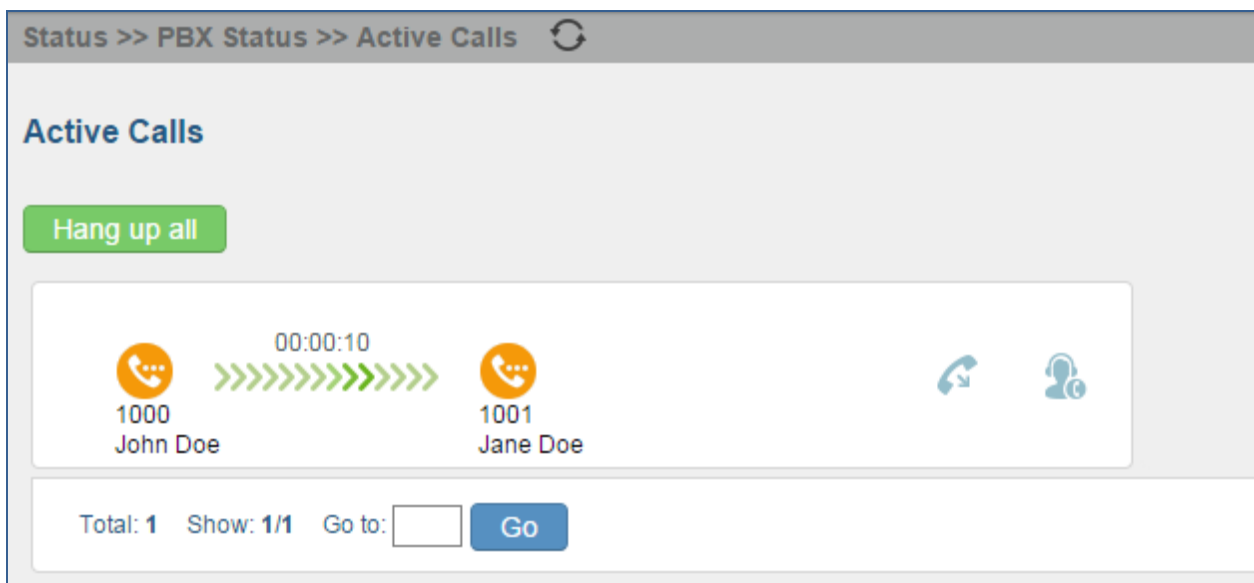 Status >> PBX Status >> Active Calls
Active Calls
Hang up all
00:00:10
1000
John Doe
1001
Jane Doe
Total: 1 Show: 1/1 Go to: Go